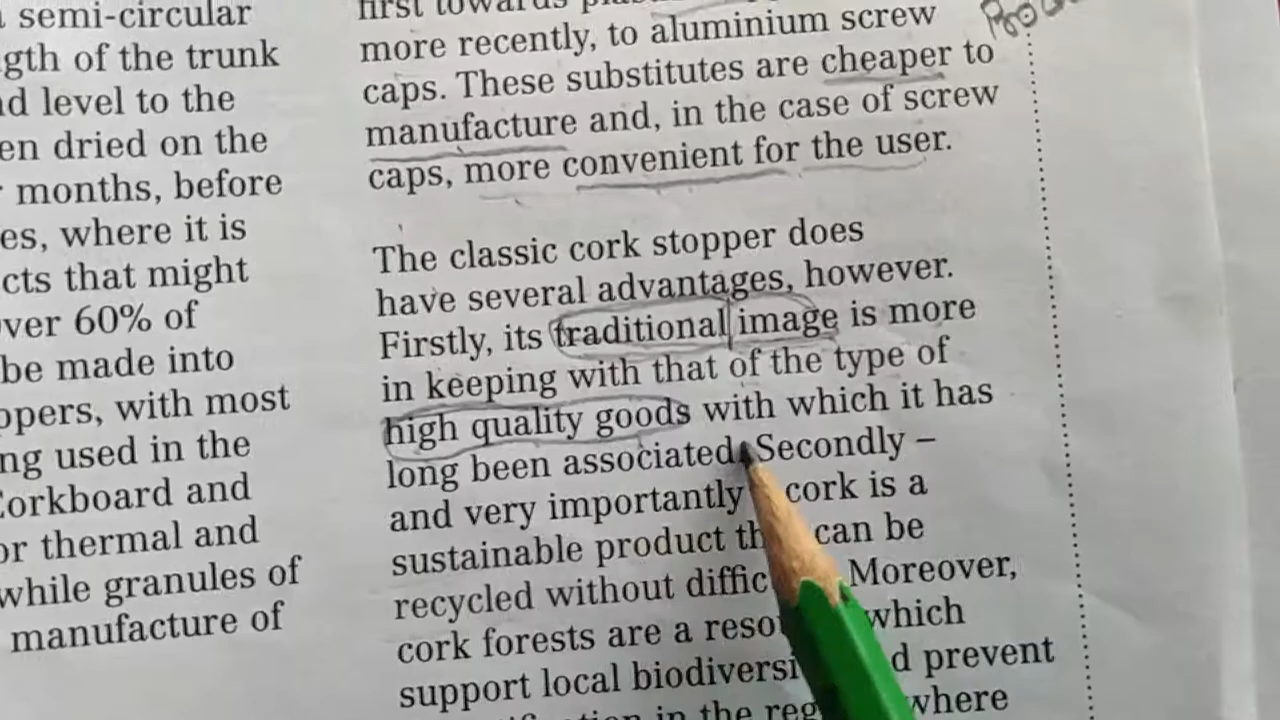 semi-circular
gth of the trunk
d level to the
en dried on the
months, before
es, where it is
cts that might
ver 60% of
be made into
ppers, with most
ng used in the
Corkboard and
or thermal and
while granules of
manufacture of
first towards
more recently, to aluminium screw
caps. These substitutes are cheaper to
manufacture and, in the case of screw
caps, more convenient for the user.
The classic cork stopper does
have several advantages, however.
Firstly, its traditional image is more
in keeping with that of the type of
high quality goods with which it has
long been associated. Secondly –
and very importantly cork is a
sustainable product can be
recycled without Moreover,
cork forests are a which
support local prevent
in the where